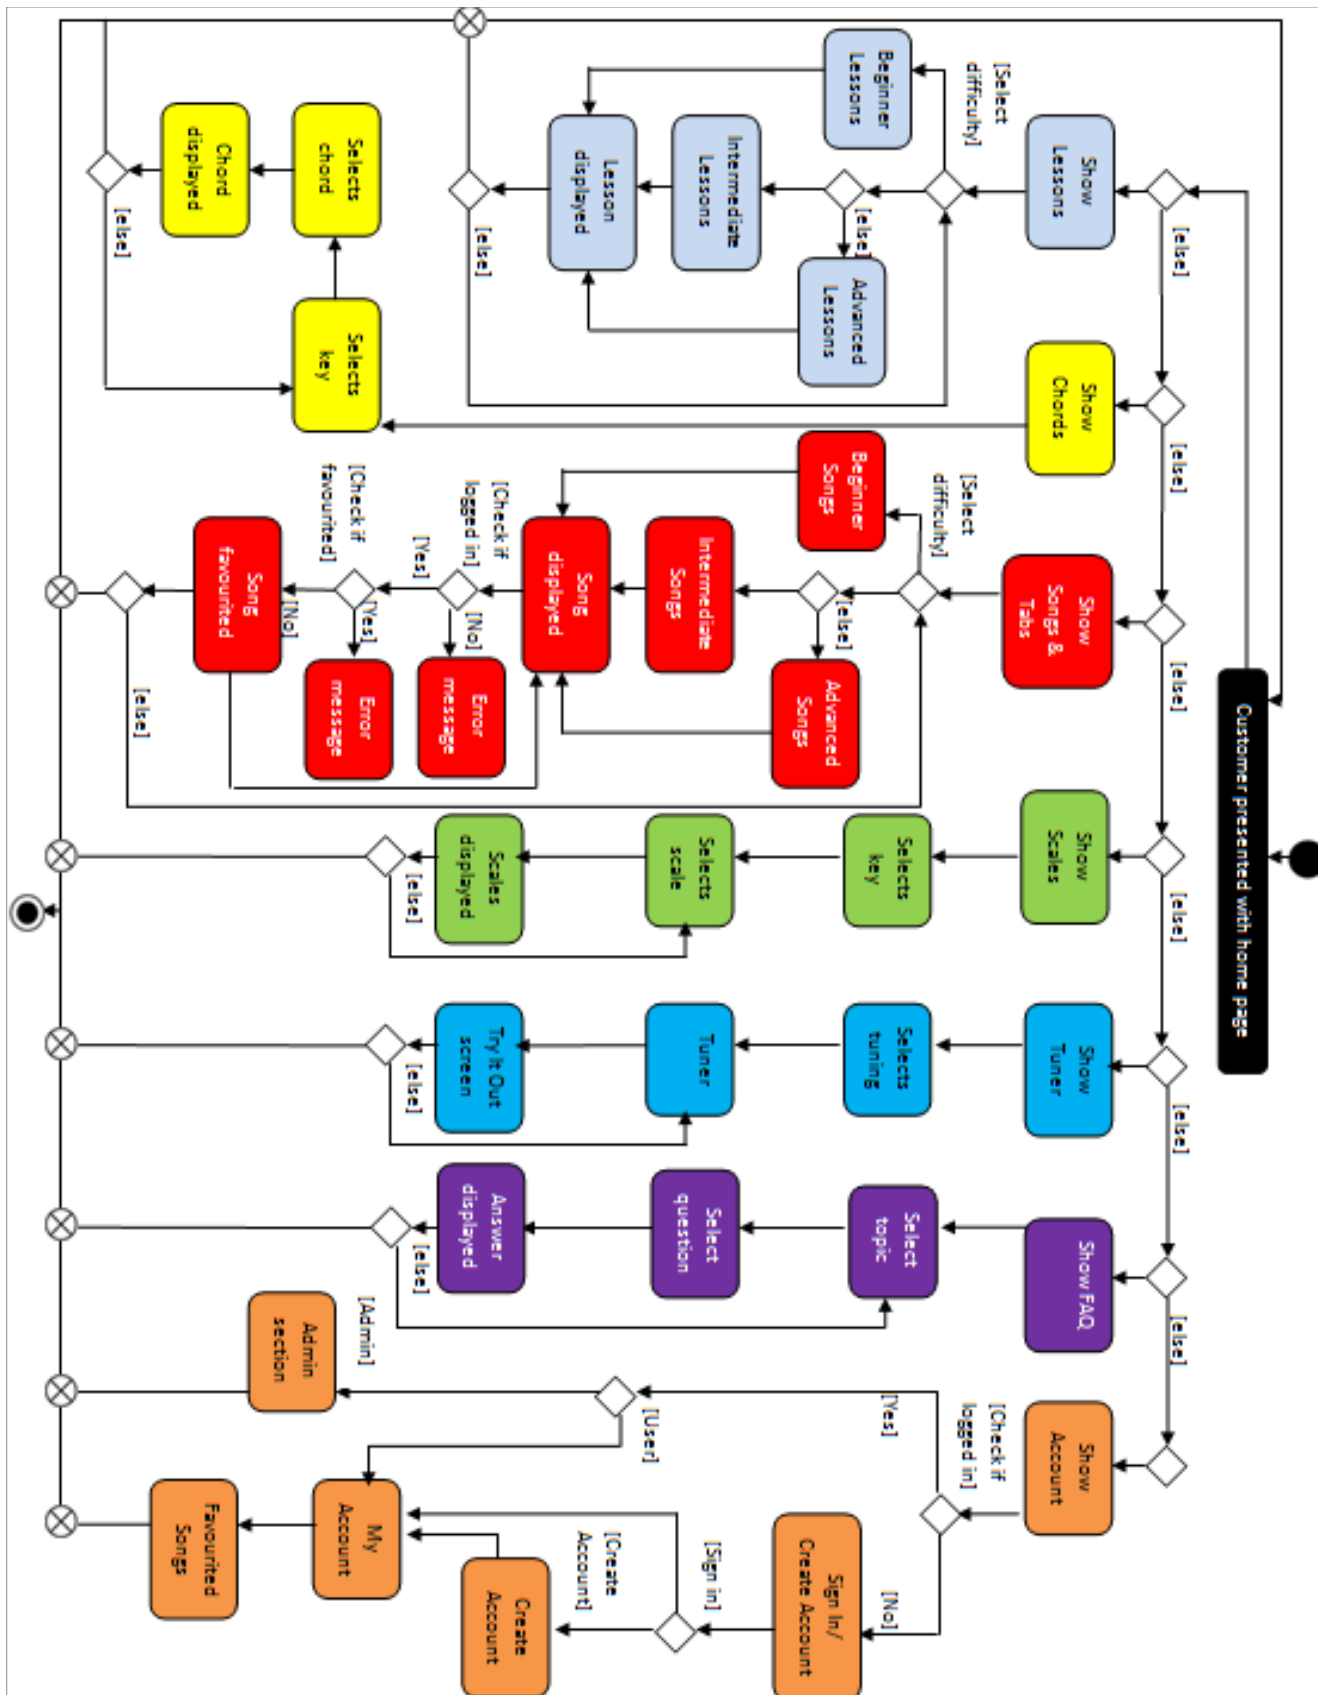 Customer presented with home page
[else]
[else]
[else]
[else]
[else]
[else]
Show
Lessons
Show
Chords
Show
Songs &
Tabs
Show
Scales
Show
Tuner
Show FAQ
Show
Account
[Select
difficulty]
Beginner
Lessons
[else]
Advanced
Lessons
Intermediate
Lessons
Lesson
displayed
[else]
Selects
key
Selects
chord
Chord
displayed
[else]
[Select
difficulty]
Beginner
Songs
[else]
Advanced
Songs
Intermediate
Songs
Song
displayed
[Check if
logged in]
[No]
Error
message
[Yes]
[Check if
favourited]
[Yes]
Error
message
[No]
Song
favourited
[else]
Selects
key
Selects
scale
Scales
displayed
[else]
Selects
tuning
Tuner
Try It Out
screen
[else]
Select
topic
Select
question
Answer
displayed
[else]
[Check if
logged in]
[Yes]
[No]
Sign In/
Create Account
[User]
[Admin]
[Sign in]
[Create
Account]
Create
Account
My
Account
Admin
section
Favourited
Songs